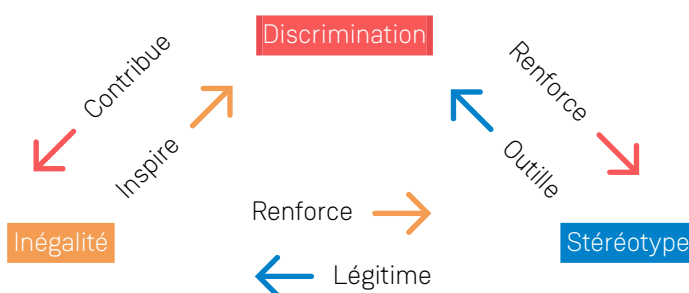 Discrimination
Contribue
Renforce
Inspire
Outille
Renforce
Inégalité
Stéréotype
Légitime